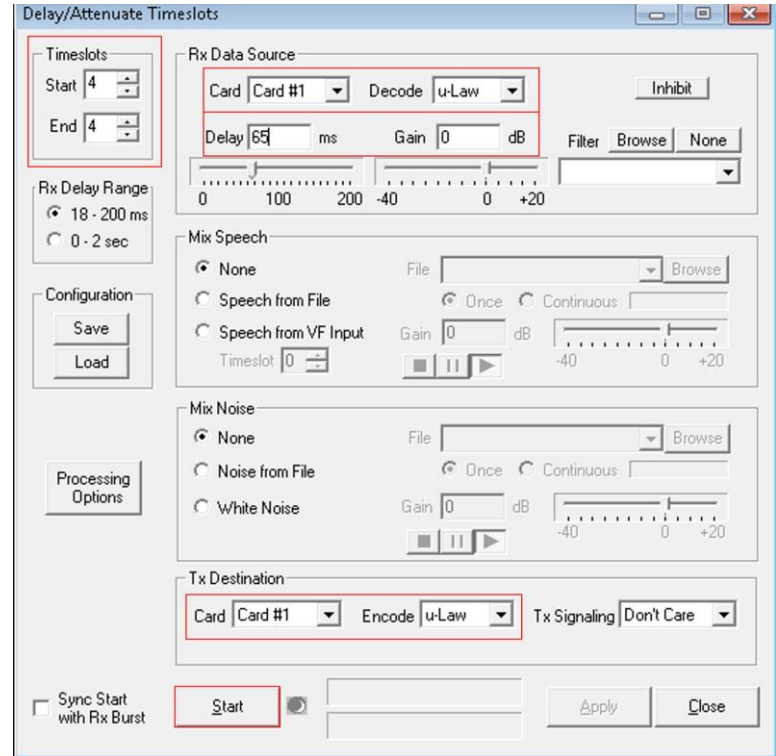 Delay/Attenuate Timeslots
Timeslots
Start 4
End 4
Rx Delay Range
18 - 200 ms
0 - 2 sec
Configuration
Save
Load
Processing
Options
Rx Data Source
Card Card #1 Decode u-Law Inhibit
Delay 65 ms Gain 0 dB Filter Browse None
0 100 200 -40 0 +20
Mix Speech
None File Browse
Speech from File Once Continuous
Speech from VF Input Gain 0 dB
Timeslot 0 -40 0 +20
Mix Noise
None File Browse
Noise from File Once Continuous
White Noise Gain 0 dB
-40 0 +20
Tx Destination
Card Card #1 Encode u-Law Tx Signaling Don't Care
Sync Start
with Rx Burst
Start Apply Close